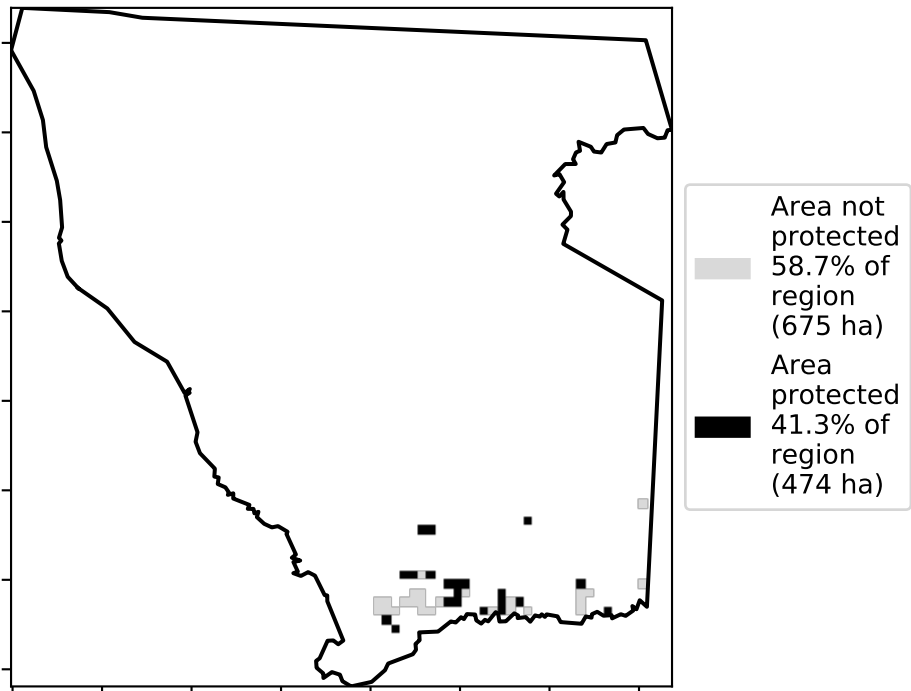 Area not
protected
58.7% of
region
(675 ha)
Area
protected
41.3% of
region
(474 ha)